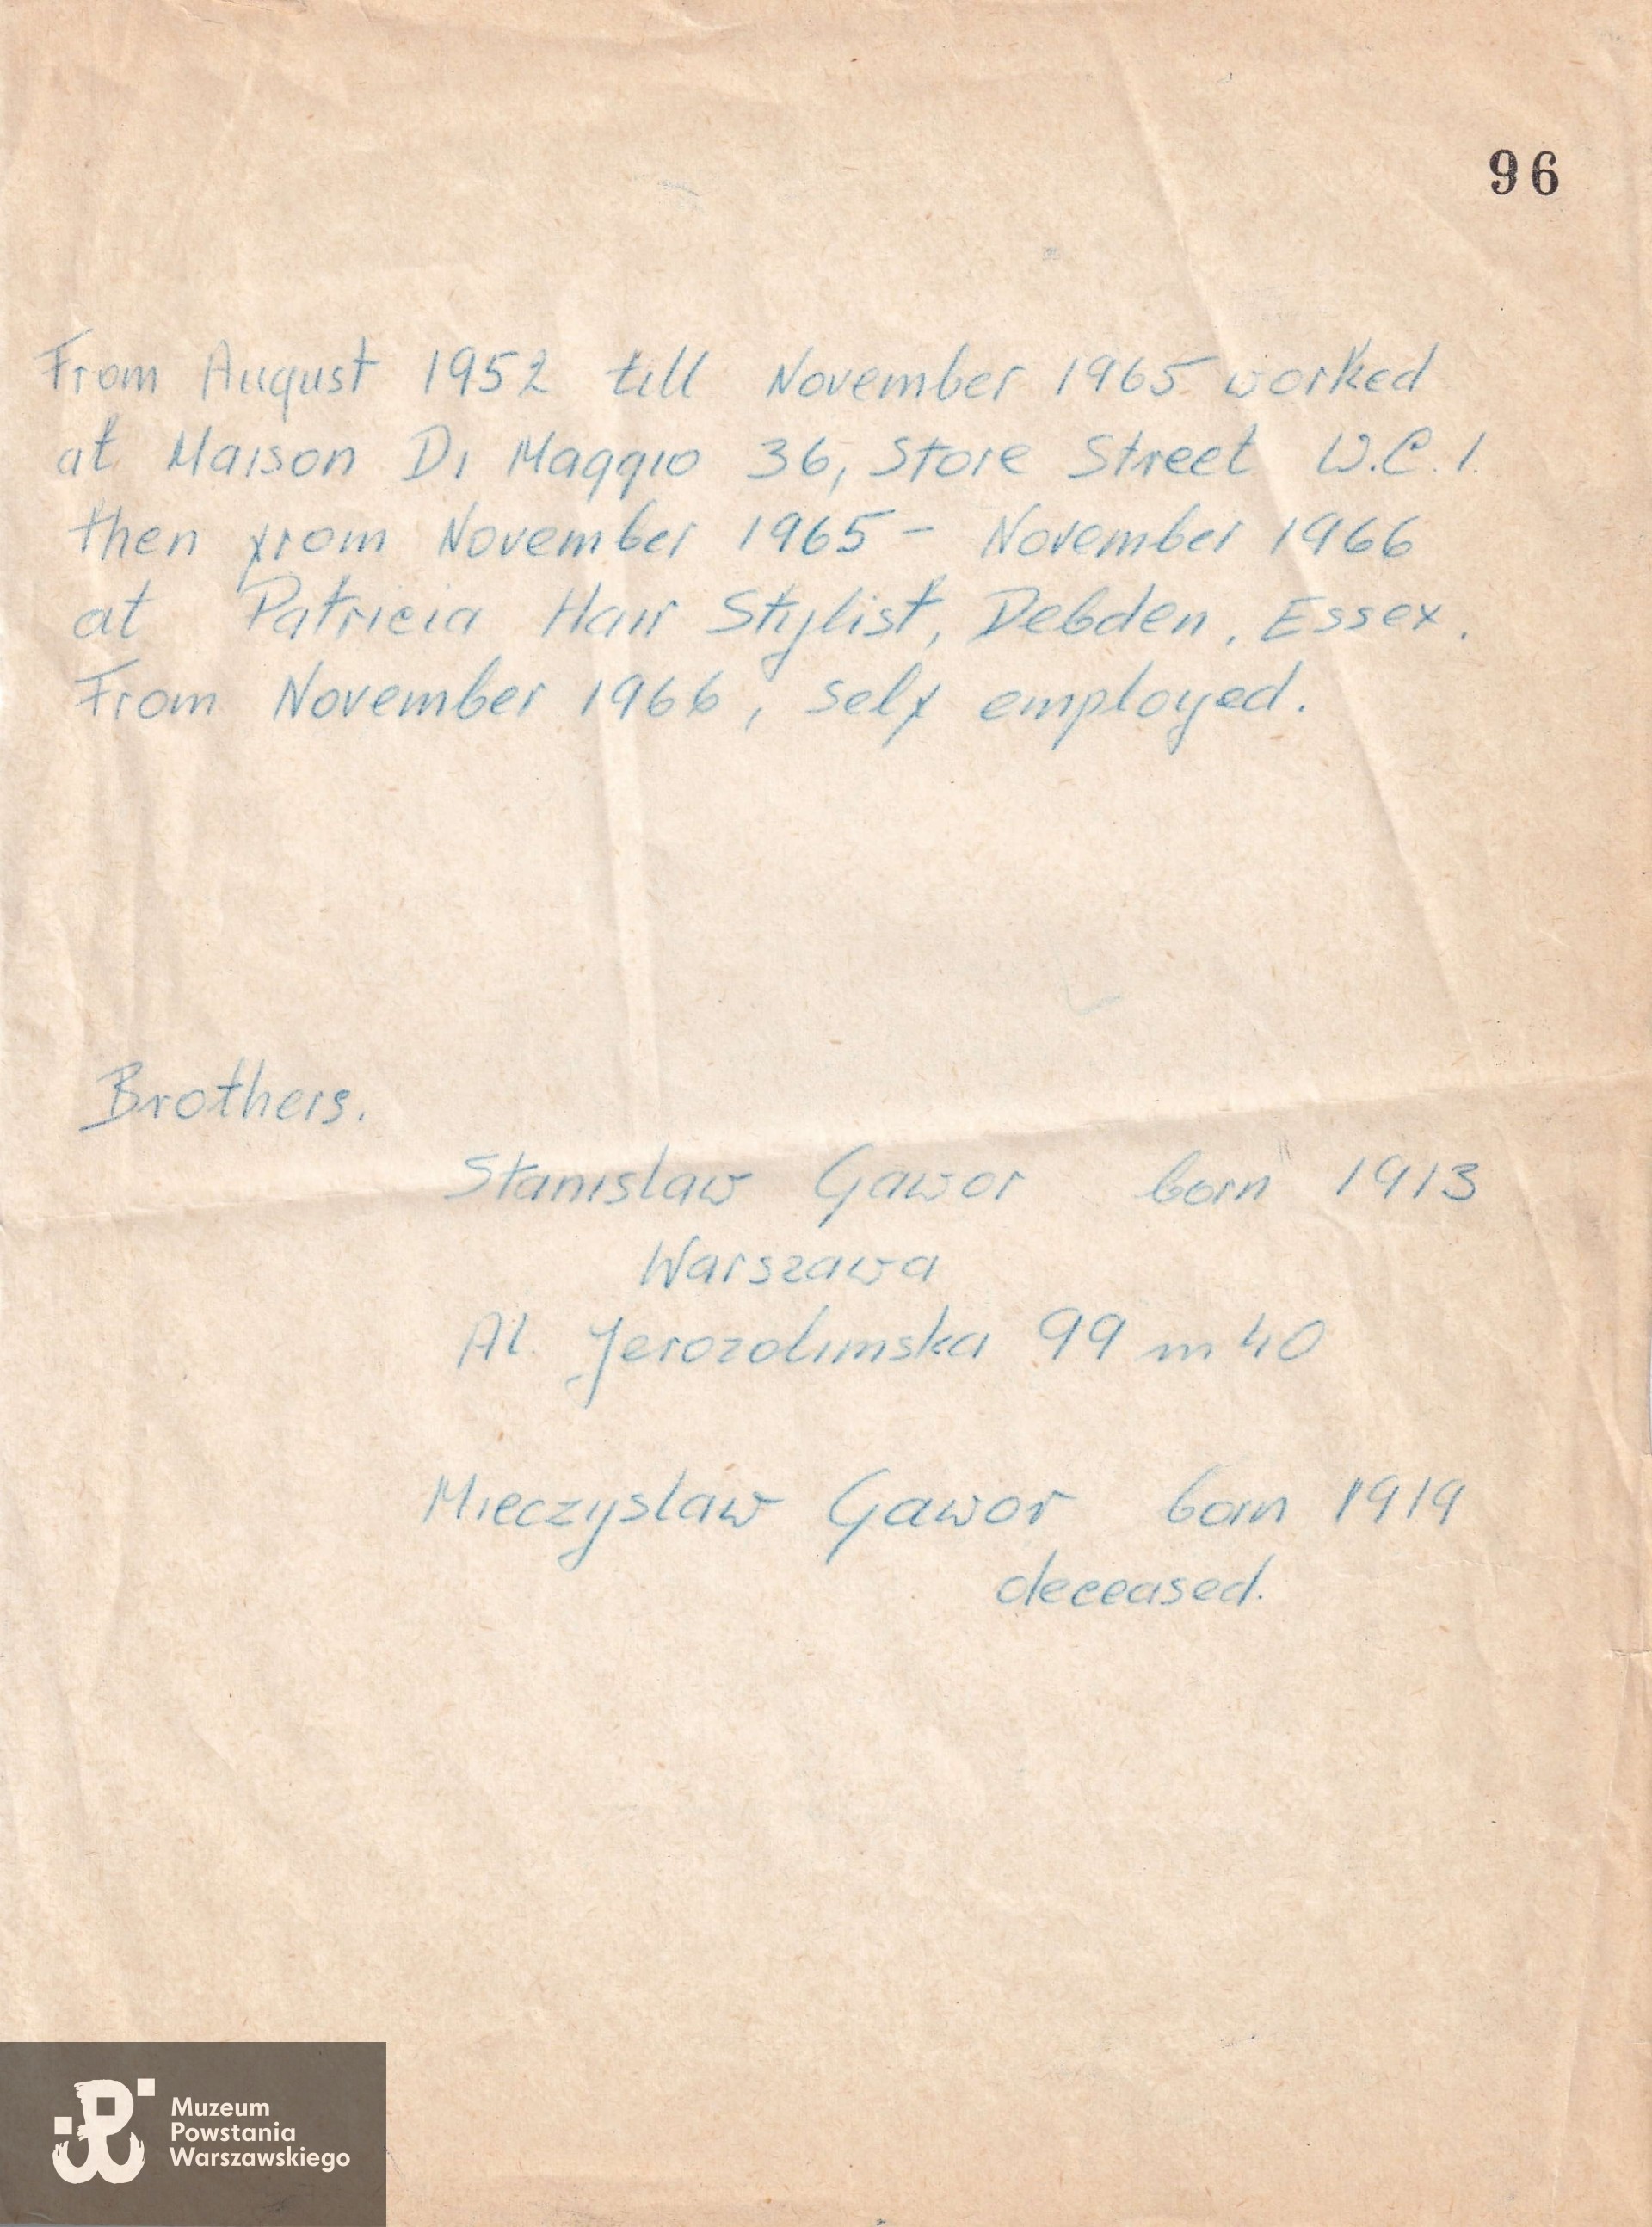 96
From August 1952 till November 1965 worked
at Maison Di Maggio 36, Store Street W.C.1.
then from November 1965 - November 1966
at Patricia Hair Stylist, Debden, Essex.
From November 1966, self employed.
Brothers.
Stanislaw Gawor born 1913
Warszawa
Al. Jerozolimska 99 m 40
Mieczyslaw Gawor born 1919
deceased.
Muzeum
Powstania
Warszawskiego